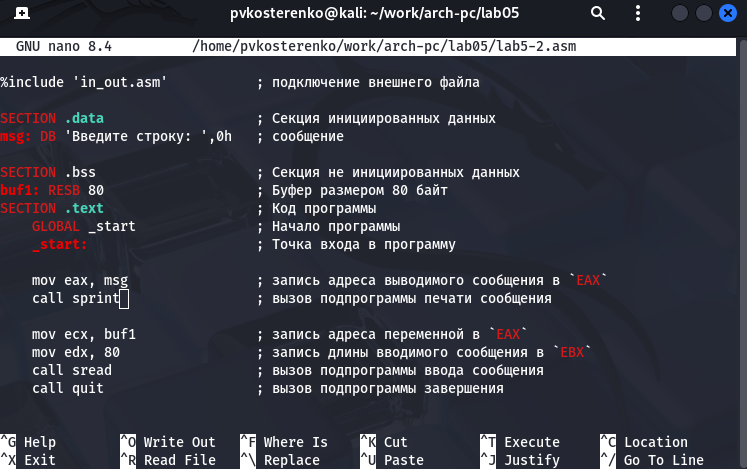 pvkosterenko@kali: ~/work/arch-pc/lab05
GNU nano 8.4 /home/pvkosterenko/work/arch-pc/lab05/lab5-2.asm
%include 'in_out.asm' ; подключение внешнего файла
SECTION .data ; Секция инициированных данных
msg: DB 'Введите строку: ',0h ; сообщение
SECTION .bss ; Секция не инициированных данных
buf1: RESB 80 ; Буфер размером 80 байт
SECTION .text ; Код программы
GLOBAL _start ; Начало программы
_start: ; Точка входа в программу
mov eax, msg ; запись адреса выводимого сообщения в `EAX`
call sprint ; вызов подпрограммы печати сообщения
mov ecx, buf1 ; запись адреса переменной в `EAX`
mov edx, 80 ; запись длины вводимого сообщения в `EBX`
call sread ; вызов подпрограммы ввода сообщения
call quit ; вызов подпрограммы завершения
^G Help ^O Write Out ^F Where Is ^K Cut ^T Execute ^C Location
^X Exit ^R Read File ^\ Replace ^U Paste ^J Justify ^/ Go To Line